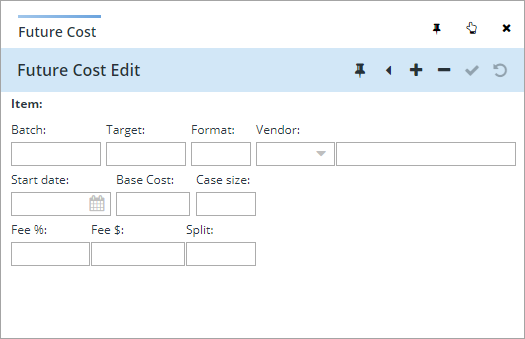 Future Cost
Future Cost Edit
Item:
Batch: Target: Format: Vendor:
Start date: Base Cost: Case size:
Fee %: Fee $: Split: